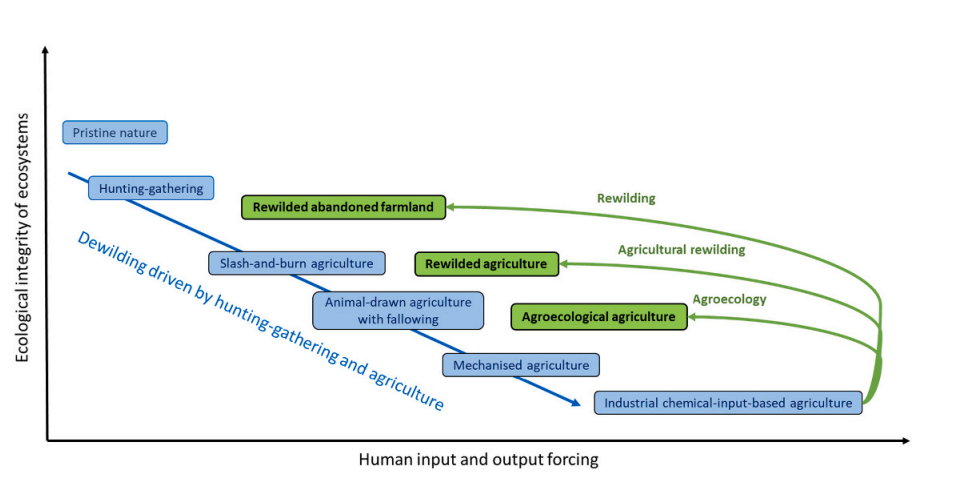 Ecological integrity of ecosystems
Pristine nature
Hunting-gathering
Rewilded abandoned farmland
Rewilding
Slash-and-burn agriculture
Rewilded agriculture
Agricultural rewilding
Animal-drawn agriculture
with fallowing
Agroecological agriculture
Agroecology
Dewilding driven by hunting-gathering and agriculture
Mechanised agriculture
Industrial chemical-input-based agriculture
Human input and output forcing